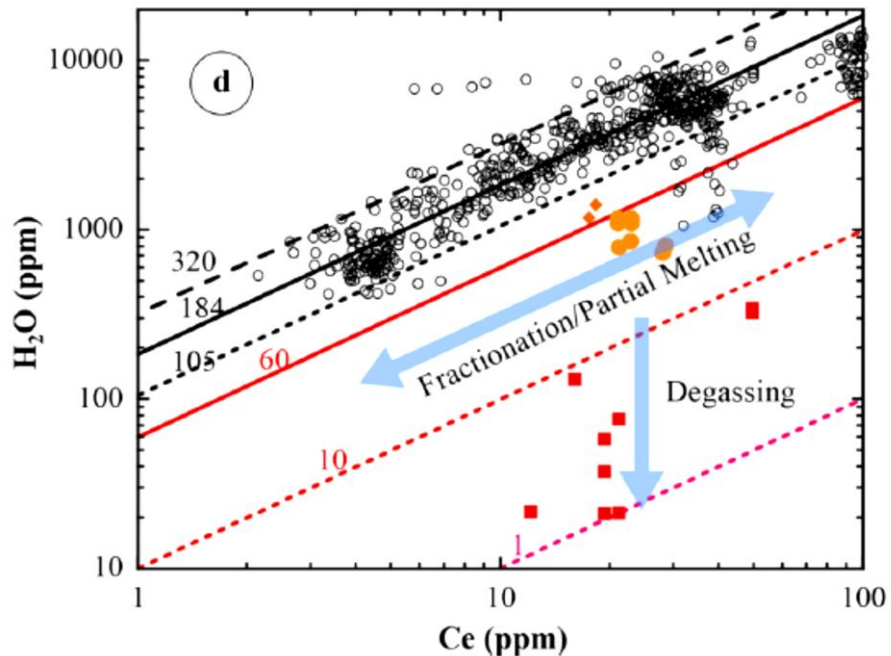 d
10000
1000
100
10
H₂O (ppm)
320
184
105
60
10
1
Fractionation/Partial Melting
Degassing
1
10
100
Ce (ppm)